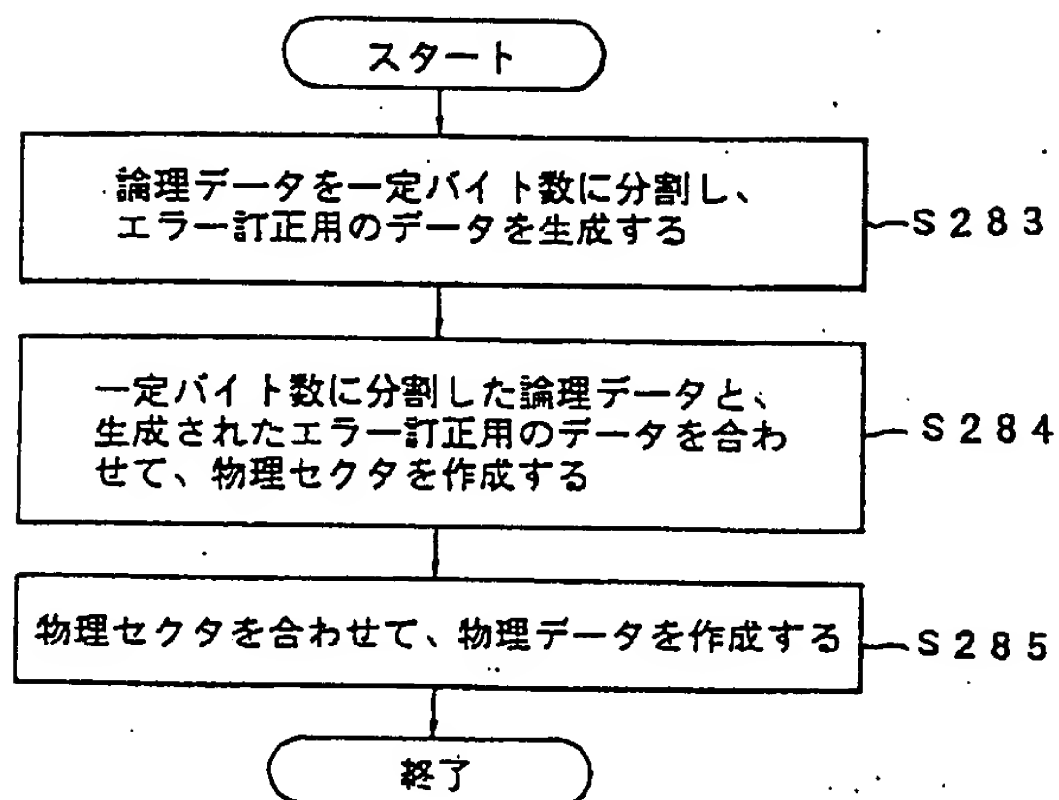 スタート
論理データを一定バイト数に分割し、
エラー訂正用のデータを生成する
S283
一定バイト数に分割した論理データと、
生成されたエラー訂正用のデータを合わ
せて、物理セクタを作成する
S284
物理セクタを合わせて、物理データを作成する
S285
終了